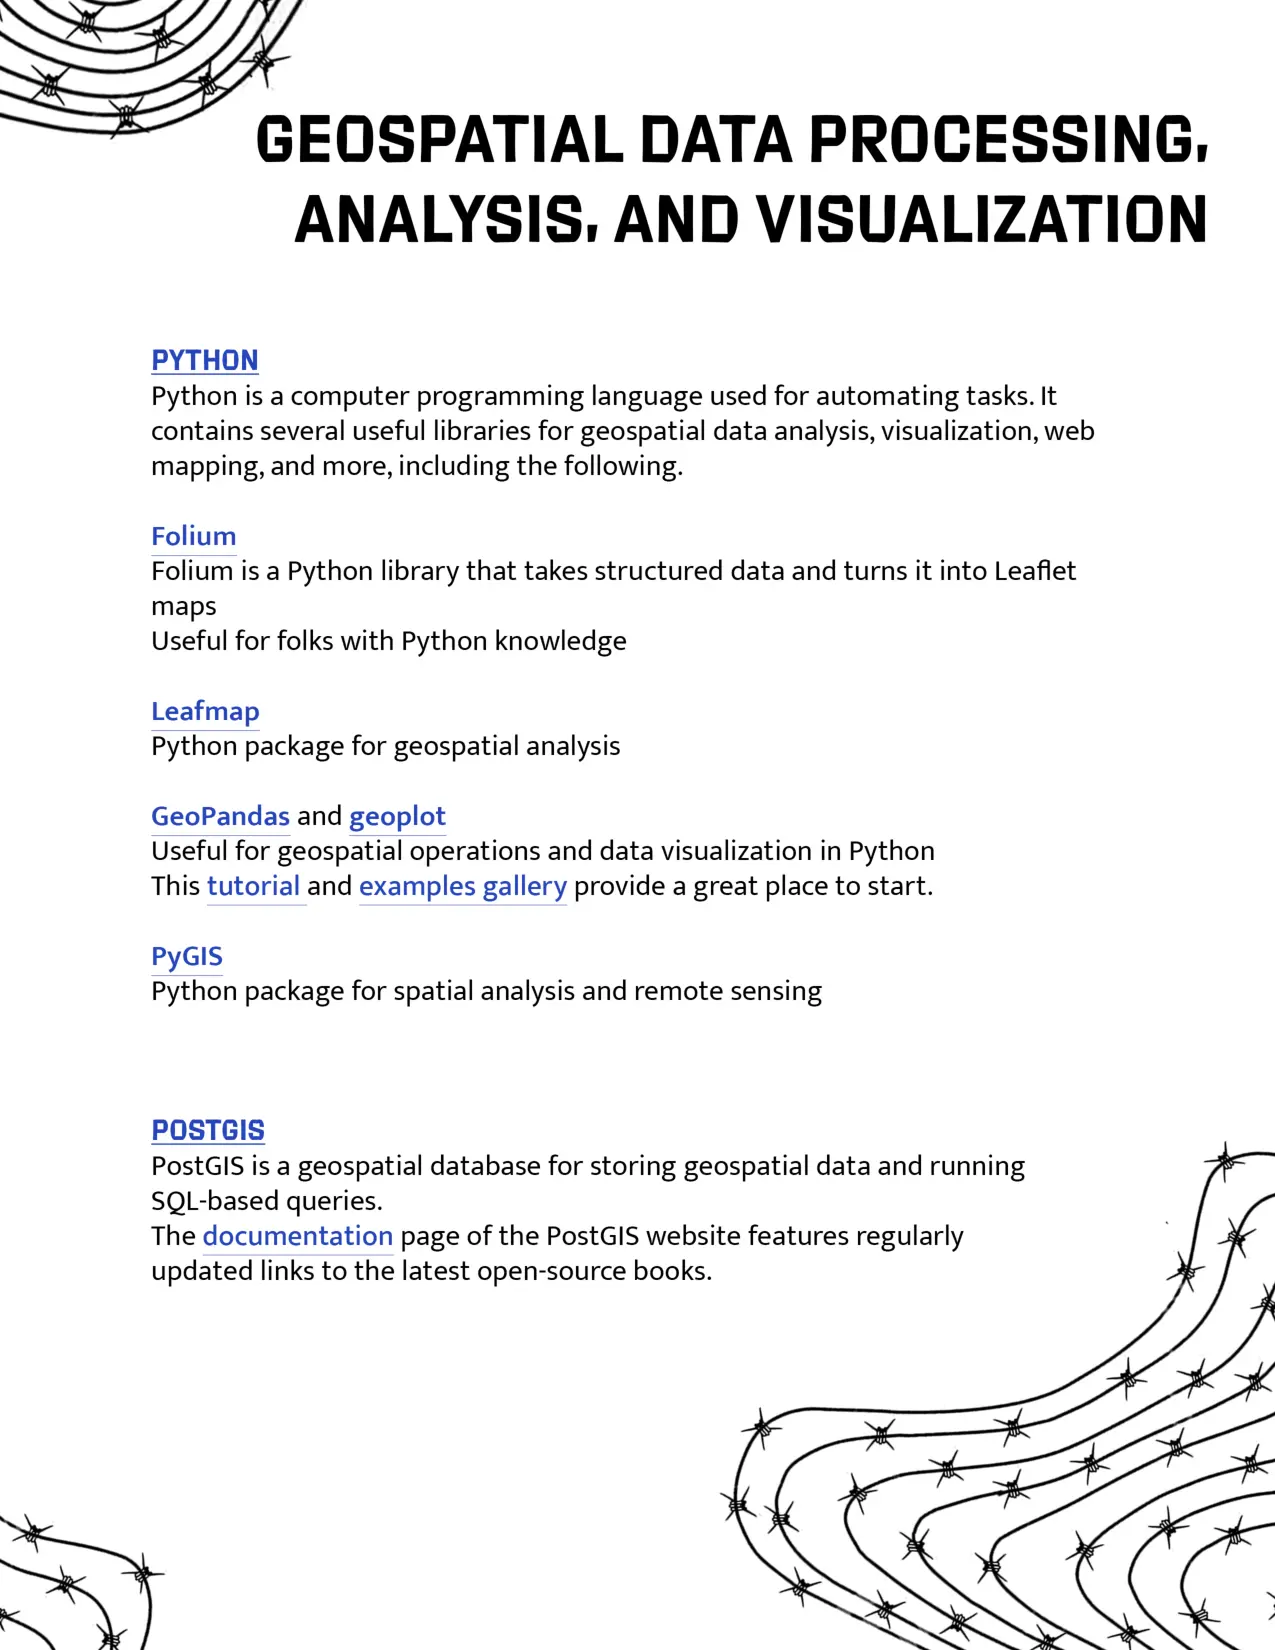 GEOSPATIAL DATA PROCESSING,
ANALYSIS, AND VISUALIZATION
PYTHON
Python is a computer programming language used for automating tasks. It
contains several useful libraries for geospatial data analysis, visualization, web
mapping, and more, including the following.
Folium
Folium is a Python library that takes structured data and turns it into Leaflet
maps
Useful for folks with Python knowledge
Leafmap
Python package for geospatial analysis
GeoPandas and geoplot
Useful for geospatial operations and data visualization in Python
This tutorial and examples gallery provide a great place to start.
PyGIS
Python package for spatial analysis and remote sensing
POSTGIS
PostGIS is a geospatial database for storing geospatial data and running
SQL-based queries.
The documentation page of the PostGIS website features regularly
updated links to the latest open-source books.